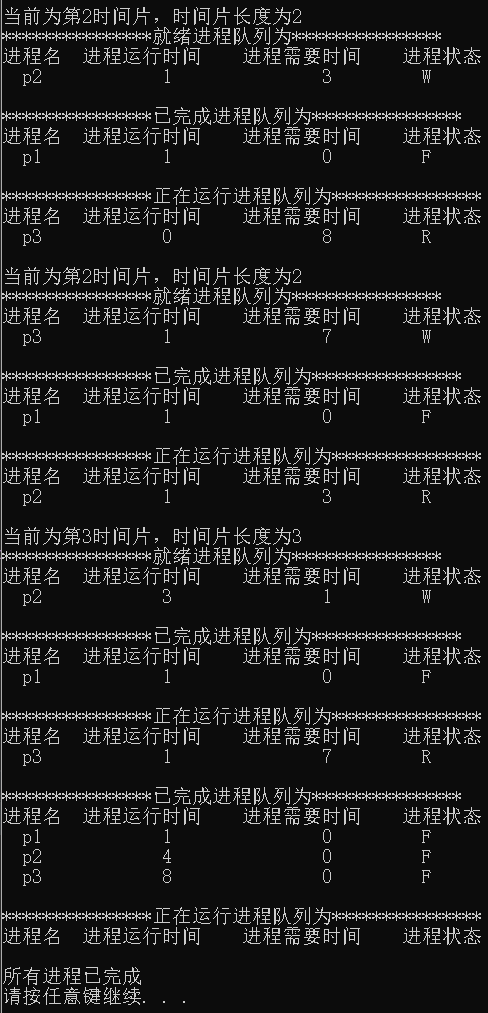 当前为第2时间片，时间片长度为2
***************就绪进程队列为***************
进程名  进程运行时间    进程需要时间    进程状态
p2            1               3         W
***************已完成进程队列为***************
进程名  进程运行时间    进程需要时间    进程状态
p1            1               0         F
***************正在运行进程队列为***************
进程名  进程运行时间    进程需要时间    进程状态
p3            0               8         R
当前为第2时间片，时间片长度为2
***************就绪进程队列为***************
进程名  进程运行时间    进程需要时间    进程状态
p3            1               7         W
***************已完成进程队列为***************
进程名  进程运行时间    进程需要时间    进程状态
p1            1               0         F
***************正在运行进程队列为***************
进程名  进程运行时间    进程需要时间    进程状态
p2            1               3         R
当前为第3时间片，时间片长度为3
***************就绪进程队列为***************
进程名  进程运行时间    进程需要时间    进程状态
p2            3               1         W
***************已完成进程队列为***************
进程名  进程运行时间    进程需要时间    进程状态
p1            1               0         F
***************正在运行进程队列为***************
进程名  进程运行时间    进程需要时间    进程状态
p3            1               7         R
***************已完成进程队列为***************
进程名  进程运行时间    进程需要时间    进程状态
p1            1               0         F
p2            4               0         F
p3            8               0         F
***************正在运行进程队列为***************
进程名  进程运行时间    进程需要时间    进程状态
所有进程已完成
请按任意键继续. . .